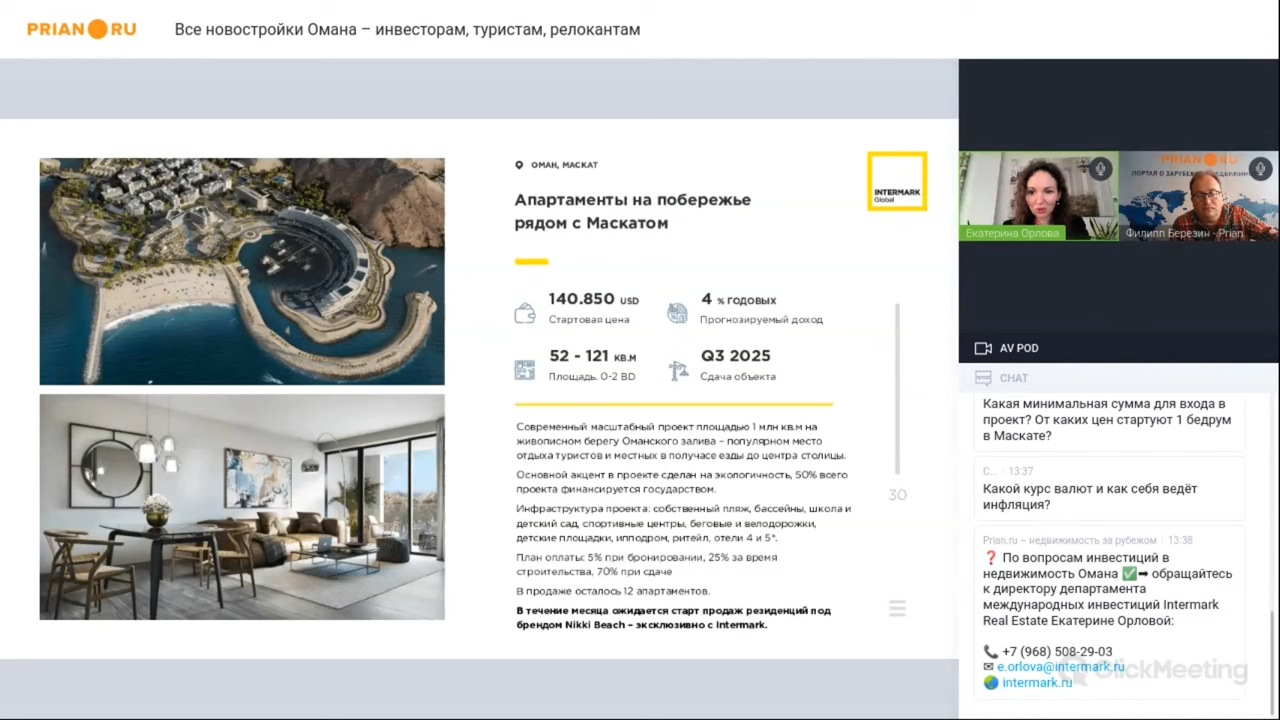 PRIAN RU
Все новостройки Омана – инвесторам, туристам, релокантам
ОМАН, МАСКАТ
Апартаменты на побережье
рядом с Маскатом
INTERMARK
Global
140.850 USD
Стартовая цена
4 % ГОДОВЫХ
Прогнозируемый доход
52 - 121 КВ.М
Площадь. 0-2 BD
Q3 2025
Сдача объекта
Современный масштабный проект площадью 1 млн кв.м на
живописном берегу Оманского залива – популярном место
отдыха туристов и местных в получасе езды до центра столицы.
Основной акцент в проекте сделан на экологичность, 50% всего
проекта финансируется государством.
Инфраструктура проекта: собственный пляж, бассейны, школа и
детский сад, спортивные центры, беговые и велодорожки,
детские площадки, ипподром, ритейл, отели 4 и 5*.
План оплаты: 5% при бронировании, 25% за время
строительства, 70% при сдаче
В продаже осталось 12 апартаментов.
В течение месяца ожидается старт продаж резиденций под
брендом Nikki Beach – эксклюзивно с Intermark.
30
PRIAN RU
ПОРТАЛ О ЗАРУБЕЖ
Екатерина Орлова
Филипп Березин - Prian
AV POD
CHAT
Какая минимальная сумма для входа в
проект? От каких цен стартуют 1 бедрум
в Маскате?
С... 13:37
Какой курс валют и как себя ведёт
инфляция?
Prian.ru – недвижимость за рубежом 13:38
❓ По вопросам инвестиций в
недвижимость Омана ✅➡ обращайтесь
к директору департамента
международных инвестиций Intermark
Real Estate Екатерине Орловой:
📞 +7 (968) 508-29-03
✉ e.orlova@intermark.ru
🌏 intermark.ru
ClickMeeting